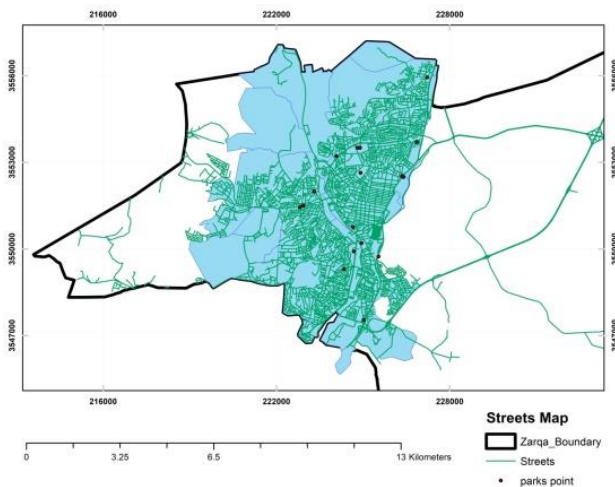 216000 222000 228000
3556000 3556000
3553000 3553000
3550000 3550000
3547000 3547000
216000 222000 228000
Streets Map
Zarqa_Boundary
Streets
parks point
0 3.25 6.5 13 Kilometers